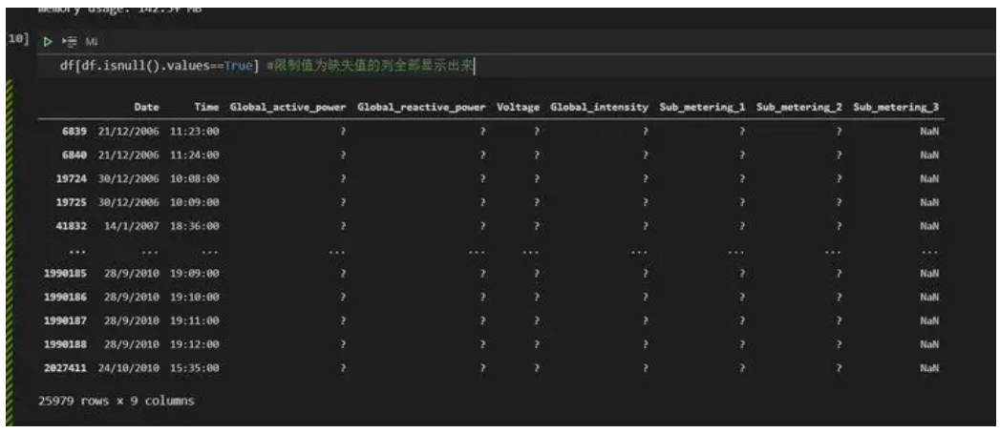 memory usage: 142.5+ MB
[10] M↓
df[df.isnull().values==True] #限制值为缺失值的列全部显示出来
Date Time Global_active_power Global_reactive_power Voltage Global_intensity Sub_metering_1 Sub_metering_2 Sub_metering_3
6839 21/12/2006 11:23:00 ? ? ? ? ? ? NaN
6840 21/12/2006 11:24:00 ? ? ? ? ? ? NaN
19724 30/12/2006 10:08:00 ? ? ? ? ? ? NaN
19725 30/12/2006 10:09:00 ? ? ? ? ? ? NaN
41832 14/1/2007 18:36:00 ? ? ? ? ? ? NaN
... ... ... ... ... ... ... ... ... ...
1990185 28/9/2010 19:09:00 ? ? ? ? ? ? NaN
1990186 28/9/2010 19:10:00 ? ? ? ? ? ? NaN
1990187 28/9/2010 19:11:00 ? ? ? ? ? ? NaN
1990188 28/9/2010 19:12:00 ? ? ? ? ? ? NaN
2027411 24/10/2010 15:35:00 ? ? ? ? ? ? NaN
25979 rows × 9 columns